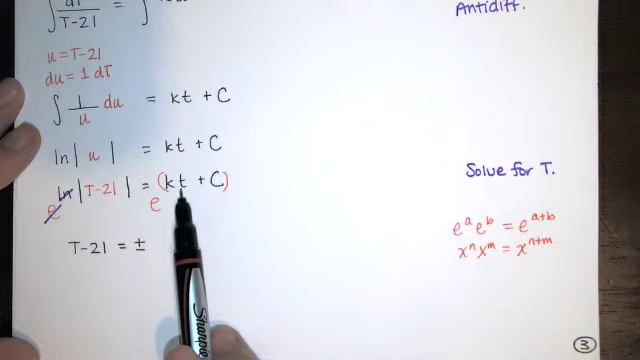 ∫ dT/T-21 = ∫
Antidiff.
u = T-21
du = 1 dT
∫ 1/u du = kt + C
ln|u| = kt + C
e ln|T-21| = e (kt + C)
Solve for T.
e^a e^b = e^(a+b)
x^n x^m = x^(n+m)
T-21 = ±
Sharpie
3